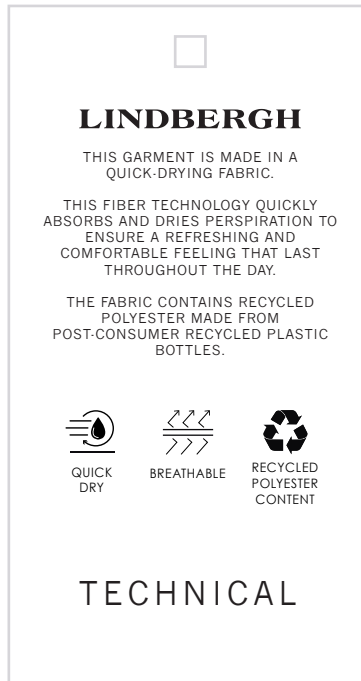 LINDBERGH
THIS GARMENT IS MADE IN A
QUICK-DRYING FABRIC.
THIS FIBER TECHNOLOGY QUICKLY
ABSORBS AND DRIES PERSPIRATION TO
ENSURE A REFRESHING AND
COMFORTABLE FEELING THAT LAST
THROUGHOUT THE DAY.
THE FABRIC CONTAINS RECYCLED
POLYESTER MADE FROM
POST-CONSUMER RECYCLED PLASTIC
BOTTLES.
QUICK
DRY
BREATHABLE
RECYCLED
POLYESTER
CONTENT
TECHNICAL